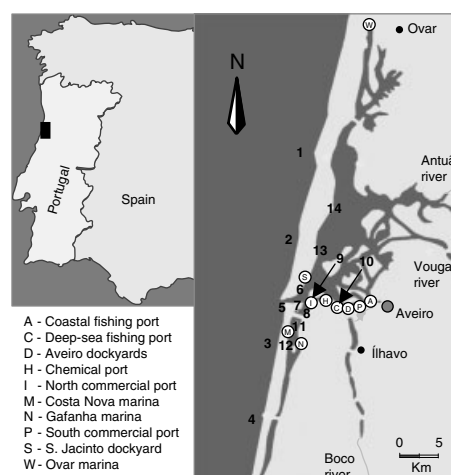 Portugal
Spain
A - Coastal fishing port
C - Deep-sea fishing port
D - Aveiro dockyards
H - Chemical port
I - North commercial port
M - Costa Nova marina
N - Gafanha marina
P - South commercial port
S - S. Jacinto dockyard
W - Ovar marina
W
Ovar
N
1
Antuã
river
14
2
13
9
10
Vouga
river
S
6
5
7
8
I
H
C
D
P
A
Aveiro
M
11
3
12
N
Ílhavo
4
Boco
river
0 5
Km